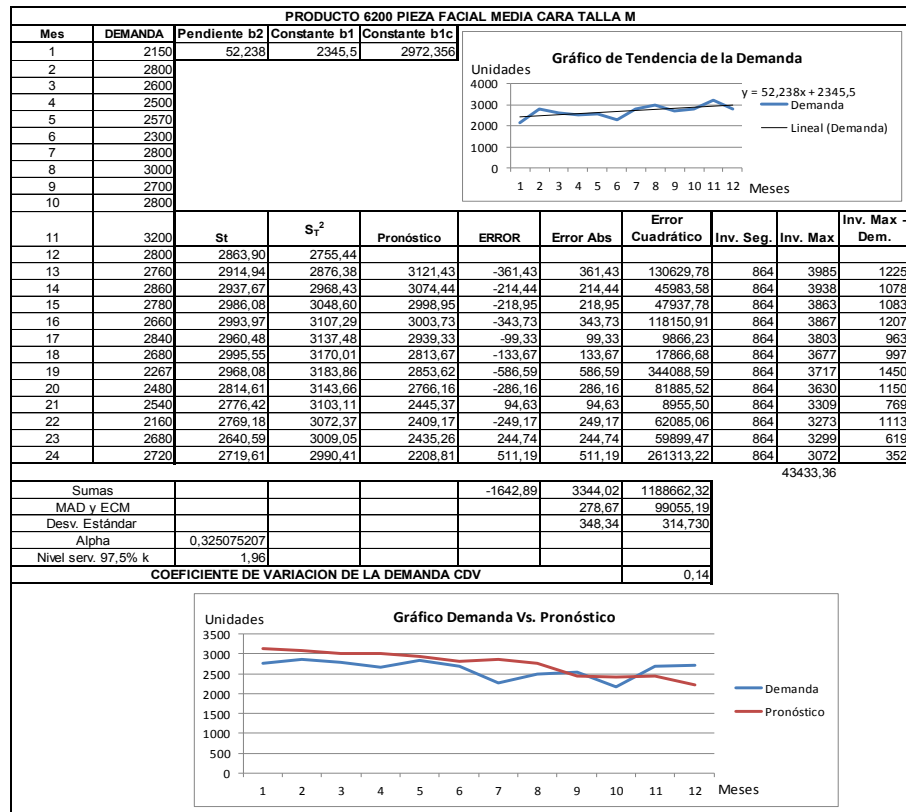 PRODUCTO 6200 PIEZA FACIAL MEDIA CARA TALLA M
Mes DEMANDA Pendiente b2 Constante b1 Constante b1c
1 2150 52,238 2345,5 2972,356
2 2800
3 2600
4 2500
5 2570
6 2300
7 2800
8 3000
9 2700
10 2800
Gráfico de Tendencia de la Demanda
Unidades
y = 52,238x + 2345,5
4000
3000
2000
1000
0
Demanda
Lineal (Demanda)
1 2 3 4 5 6 7 8 9 10 11 12 Meses
11 3200 St S_T² Pronóstico ERROR Error Abs Error Cuadrático Inv. Seg. Inv. Max Inv. Max - Dem.
12 2800 2863,90 2755,44
13 2760 2914,94 2876,38 3121,43 -361,43 361,43 130629,78 864 3985 1225
14 2860 2937,67 2968,43 3074,44 -214,44 214,44 45983,58 864 3938 1078
15 2780 2986,08 3048,60 2998,95 -218,95 218,95 47937,78 864 3863 1083
16 2660 2993,97 3107,29 3003,73 -343,73 343,73 118150,91 864 3867 1207
17 2840 2960,48 3137,48 2939,33 -99,33 99,33 9866,23 864 3803 963
18 2680 2995,55 3170,01 2813,67 -133,67 133,67 17866,68 864 3677 997
19 2267 2968,08 3183,86 2853,62 -586,59 586,59 344088,59 864 3717 1450
20 2480 2814,61 3143,66 2766,16 -286,16 286,16 81885,52 864 3630 1150
21 2540 2776,42 3103,11 2445,37 94,63 94,63 8955,50 864 3309 769
22 2160 2769,18 3072,37 2409,17 -249,17 249,17 62085,06 864 3273 1113
23 2680 2640,59 3009,05 2435,26 244,74 244,74 59899,47 864 3299 619
24 2720 2719,61 2990,41 2208,81 511,19 511,19 261313,22 864 3072 352
43433,36
Sumas -1642,89 3344,02 1188662,32
MAD y ECM 278,67 99055,19
Desv. Estándar 348,34 314,730
Alpha 0,325075207
Nivel serv. 97,5% k 1,96
COEFICIENTE DE VARIACION DE LA DEMANDA CDV 0,14
Gráfico Demanda Vs. Pronóstico
Unidades
3500
3000
2500
2000
1500
1000
500
0
Demanda
Pronóstico
1 2 3 4 5 6 7 8 9 10 11 12 Meses